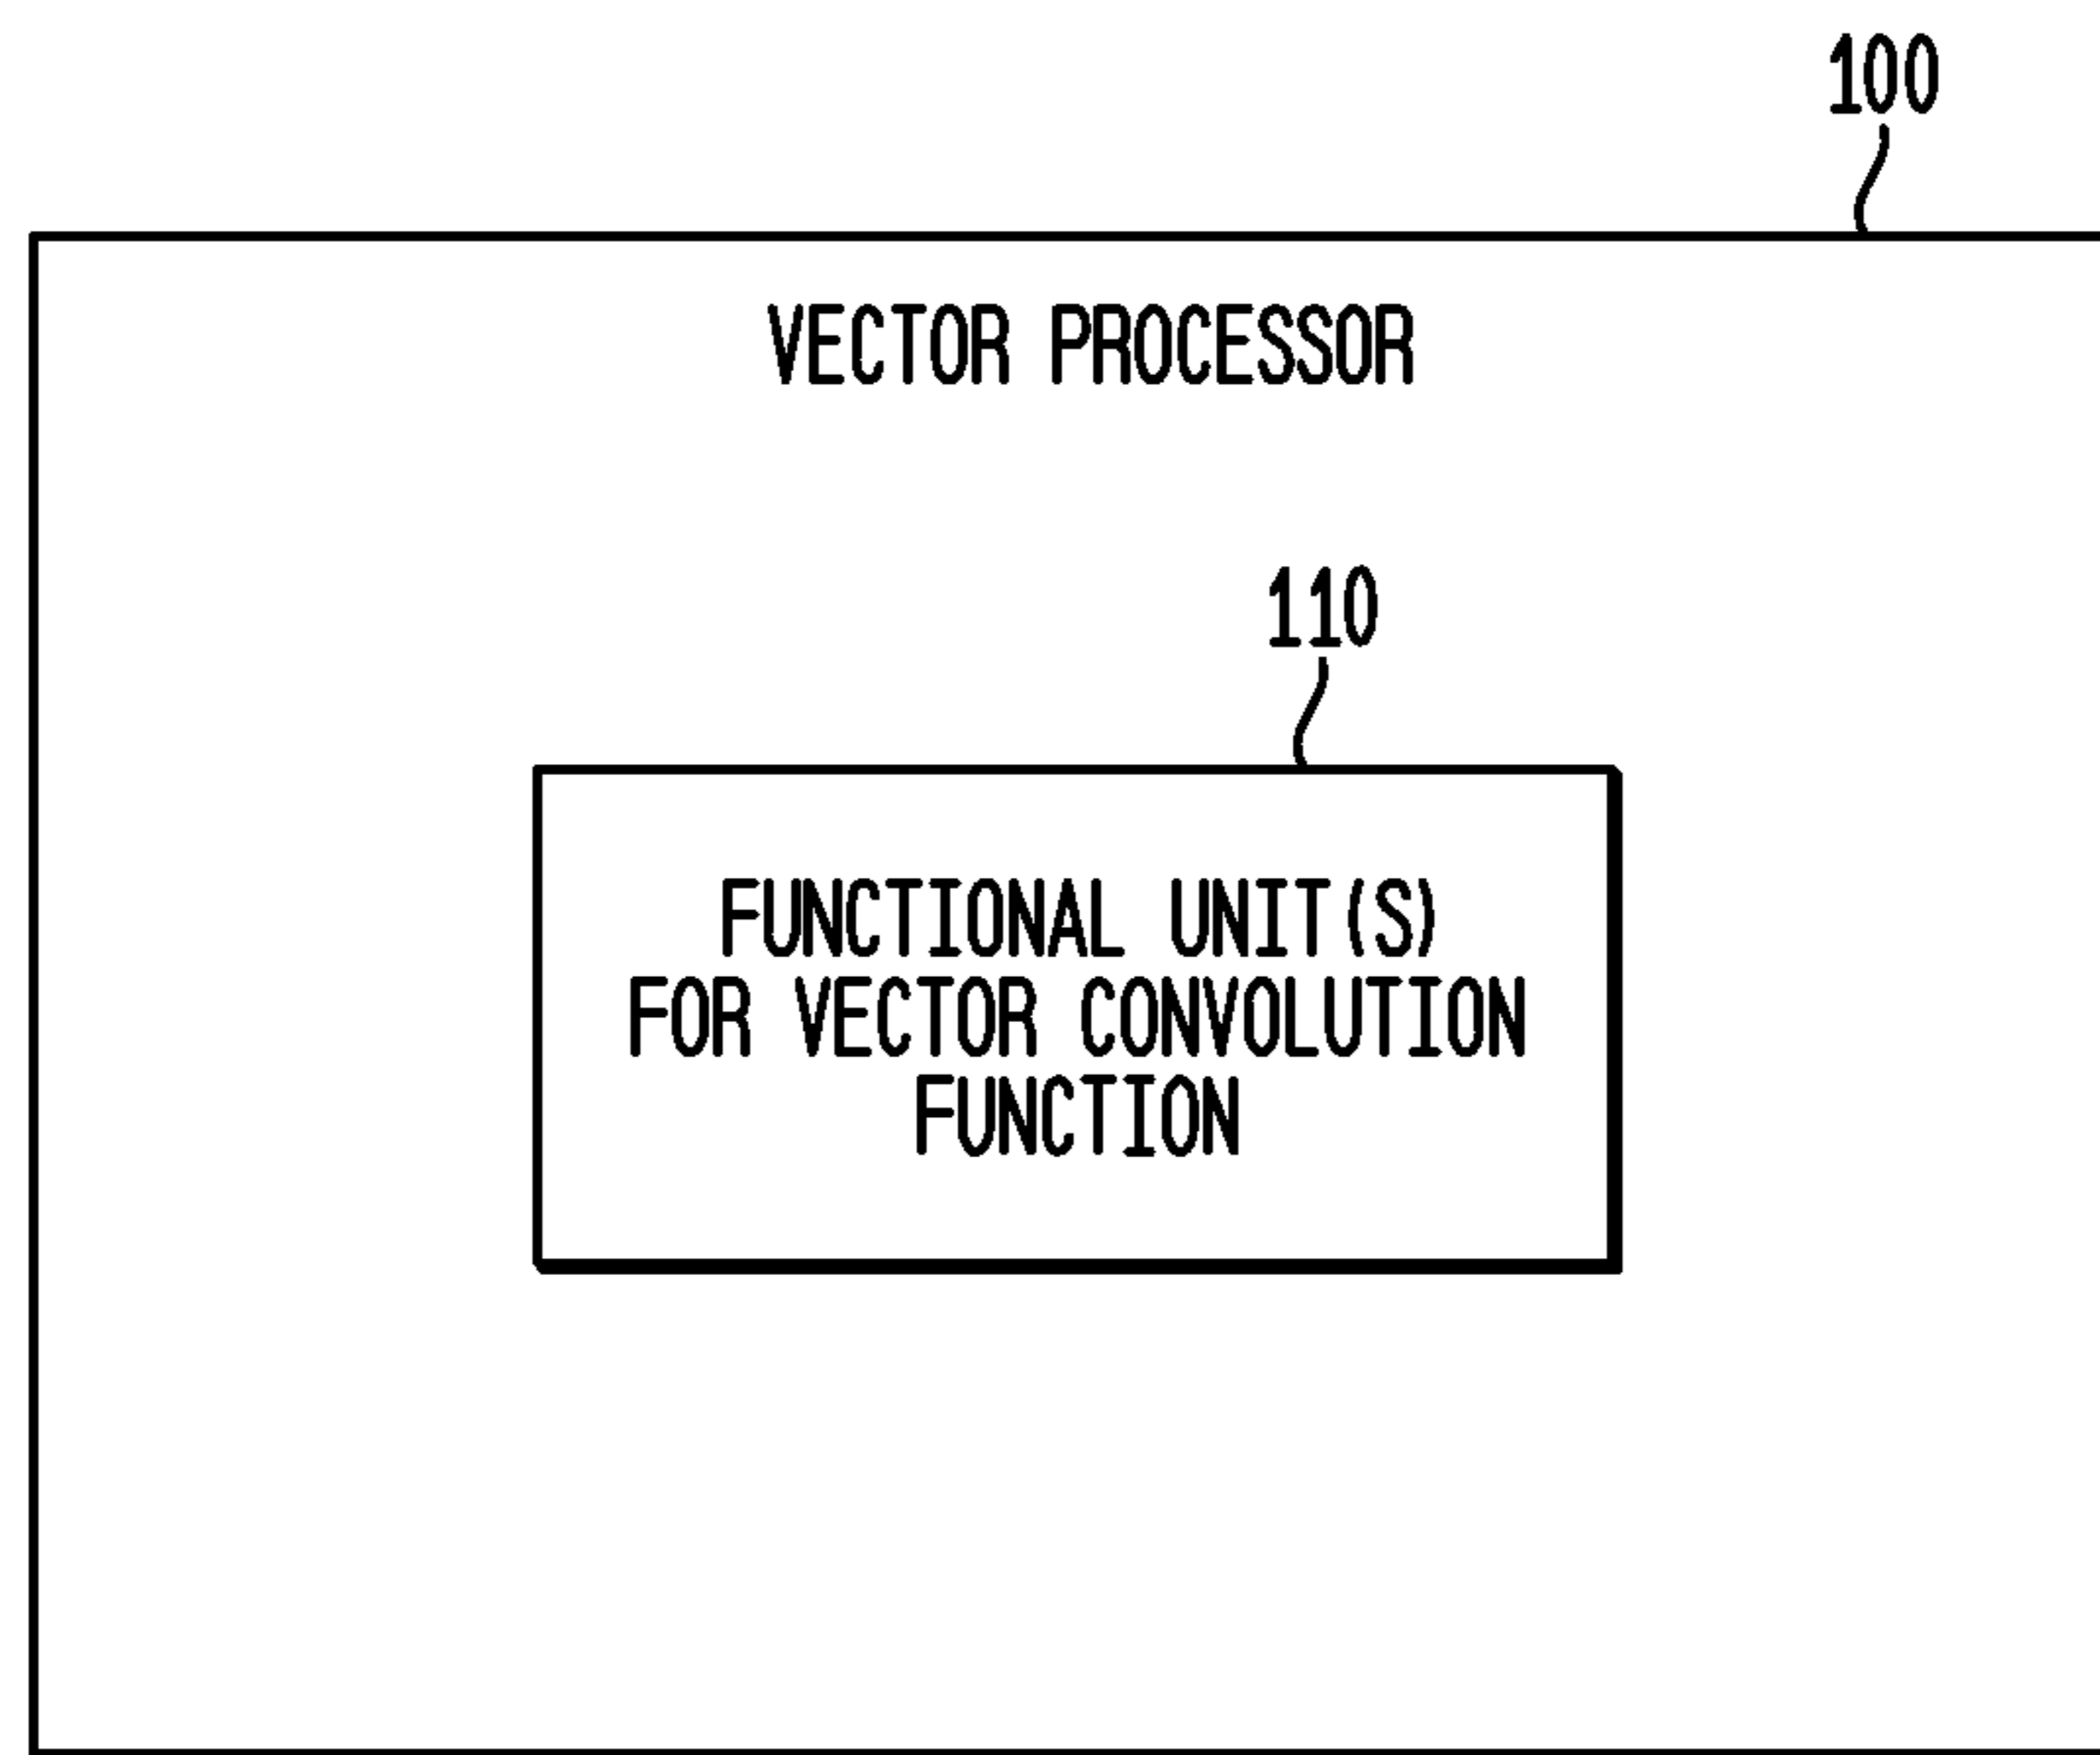 100
VECTOR PROCESSOR
110
FUNCTIONAL UNIT(S)
FOR VECTOR CONVOLUTION
FUNCTION